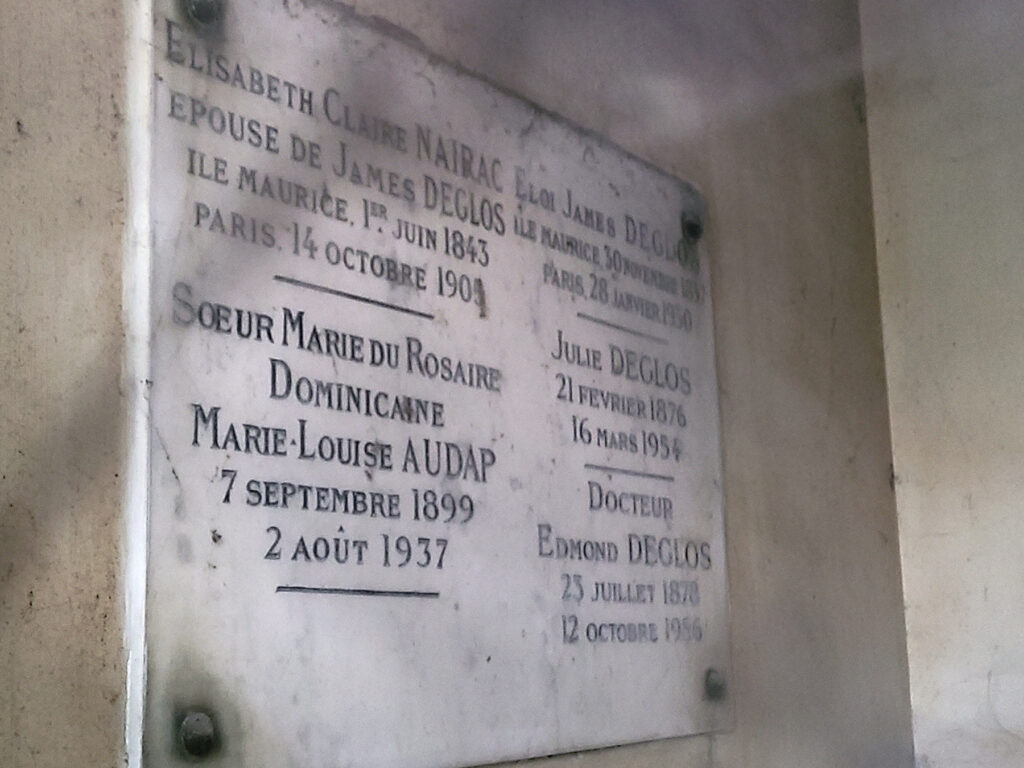 ELISABETH CLAIRE NAIRAC
EPOUSE DE JAMES DEGLOS
ILE MAURICE, 1ER JUIN 1843
PARIS, 14 OCTOBRE
SOEUR MARIE DU ROSAIRE
DOMINICAINE
MARIE-LOUISE AUDAP
7 SEPTEMBRE 1899
2 AOÛT 1937
ELOI JAMES DEGLOS
ILE MAURICE, 30 NOVEMBRE
PARIS, 28 JANVIER 1930
JULIE DEGLOS
21 FEVRIER 1876
16 MARS 1954
DOCTEUR
EDMOND DEGLOS
23 JUILLET 1878
12 OCTOBRE 1956